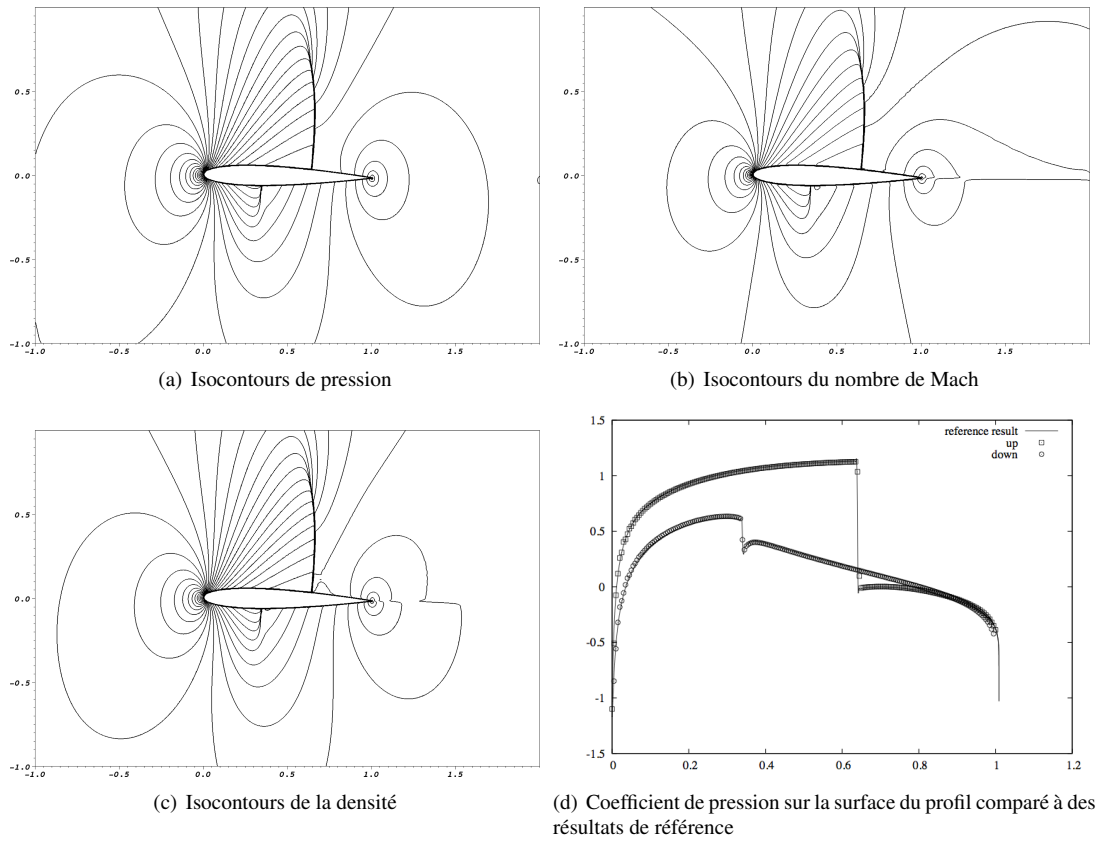 0.5
0.0
-0.5
-1.0
-1.0 -0.5 0.0 0.5 1.0 1.5
(a) Isocontours de pression
0.5
0.0
-0.5
-1.0
-1.0 -0.5 0.0 0.5 1.0 1.5
(b) Isocontours du nombre de Mach
0.5
0.0
-0.5
-1.0
-1.0 -0.5 0.0 0.5 1.0 1.5
(c) Isocontours de la densité
1.5
1
0.5
0
-0.5
-1
-1.5
0 0.2 0.4 0.6 0.8 1 1.2
reference result
up
down
(d) Coefficient de pression sur la surface du profil comparé à des
résultats de référence